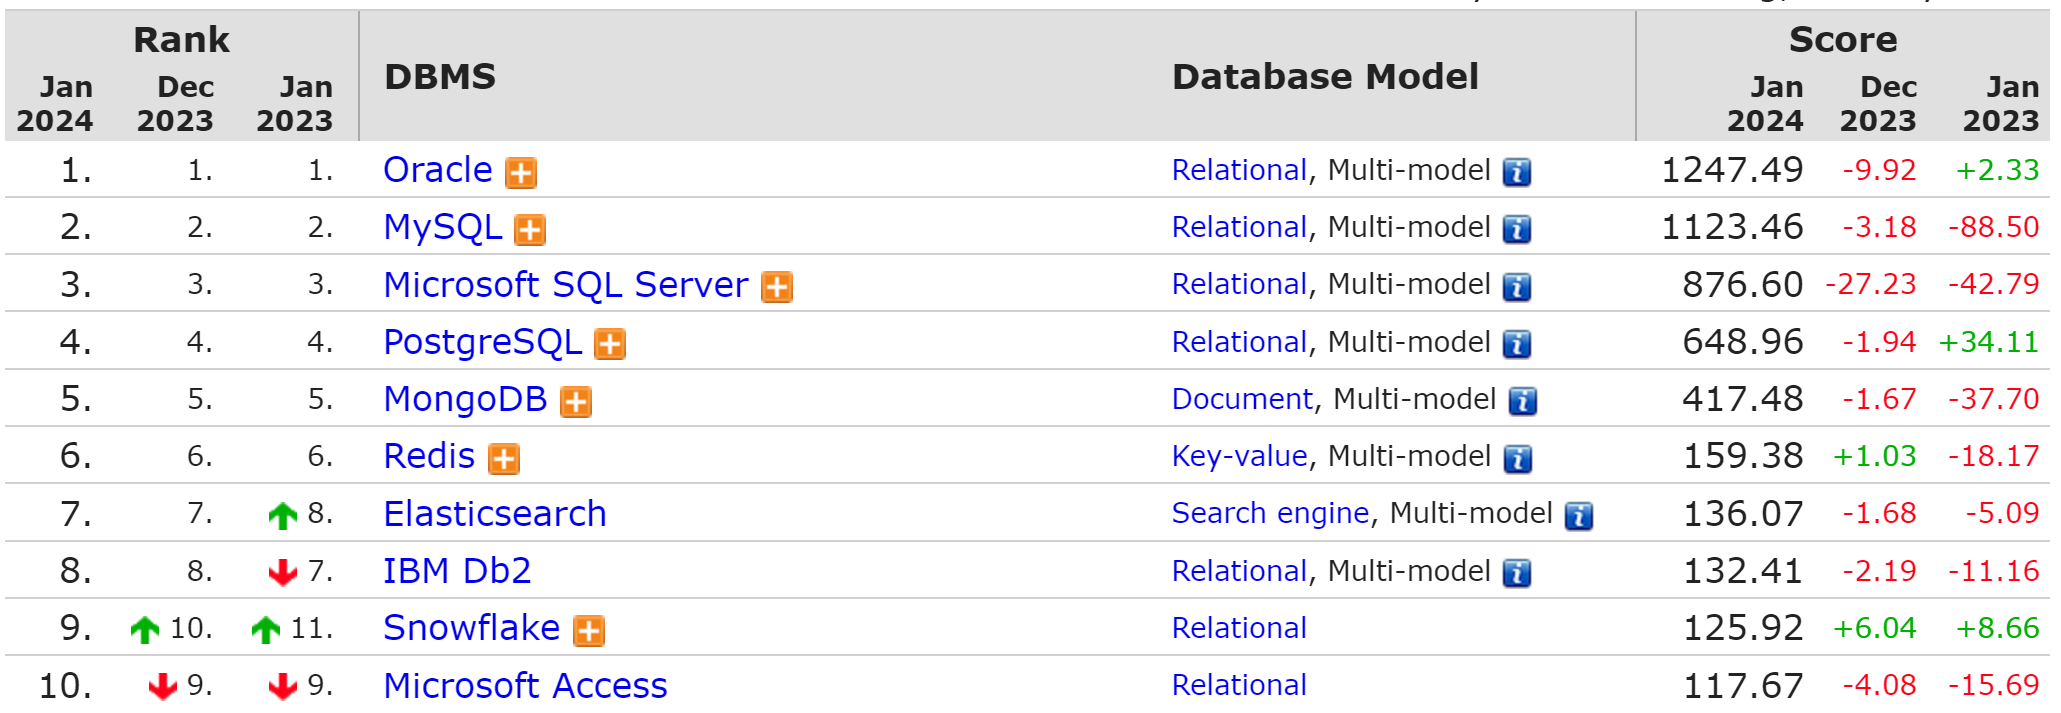 Rank DBMS Database Model Score
Jan 2024 Dec 2023 Jan 2023 Jan 2024 Dec 2023 Jan 2023
1. 1. 1. Oracle Relational, Multi-model 1247.49 -9.92 +2.33
2. 2. 2. MySQL Relational, Multi-model 1123.46 -3.18 -88.50
3. 3. 3. Microsoft SQL Server Relational, Multi-model 876.60 -27.23 -42.79
4. 4. 4. PostgreSQL Relational, Multi-model 648.96 -1.94 +34.11
5. 5. 5. MongoDB Document, Multi-model 417.48 -1.67 -37.70
6. 6. 6. Redis Key-value, Multi-model 159.38 +1.03 -18.17
7. 7. 8. Elasticsearch Search engine, Multi-model 136.07 -1.68 -5.09
8. 8. 7. IBM Db2 Relational, Multi-model 132.41 -2.19 -11.16
9. 10. 11. Snowflake Relational 125.92 +6.04 +8.66
10. 9. 9. Microsoft Access Relational 117.67 -4.08 -15.69